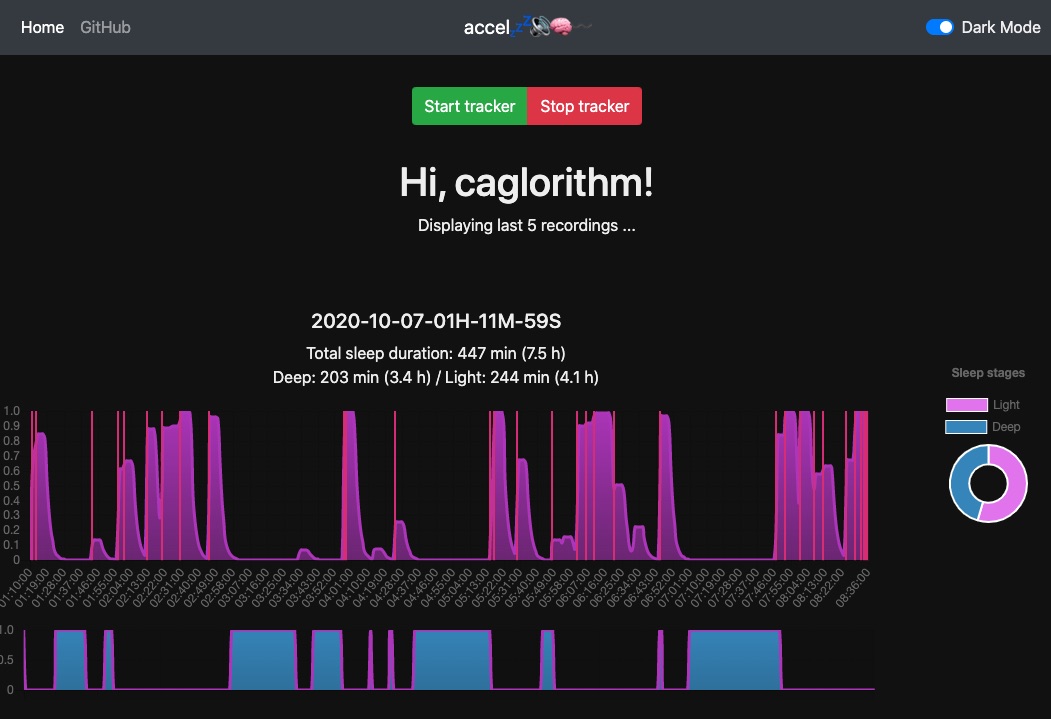 Home GitHub accel Dark Mode
Start tracker Stop tracker
Hi, caglorithm!
Displaying last 5 recordings ...
2020-10-07-01H-11M-59S
Total sleep duration: 447 min (7.5 h)
Deep: 203 min (3.4 h) / Light: 244 min (4.1 h)
Sleep stages
Light
Deep
1.0
0.9
0.8
0.7
0.6
0.5
0.4
0.3
0.2
0.1
0
01:10:00 01:19:00 01:28:00 01:37:00 01:46:00 01:55:00 02:04:00 02:13:00 02:22:00 02:31:00 02:40:00 02:49:00 02:58:00 03:07:00 03:16:00 03:25:00 03:34:00 03:43:00 03:52:00 04:01:00 04:10:00 04:19:00 04:28:00 04:37:00 04:46:00 04:55:00 05:04:00 05:13:00 05:22:00 05:31:00 05:40:00 05:49:00 05:58:00 06:07:00 06:16:00 06:25:00 06:34:00 06:43:00 06:52:00 07:01:00 07:10:00 07:19:00 07:28:00 07:37:00 07:46:00 07:55:00 08:04:00 08:13:00 08:22:00 08:36:00
1.0
0.5
0